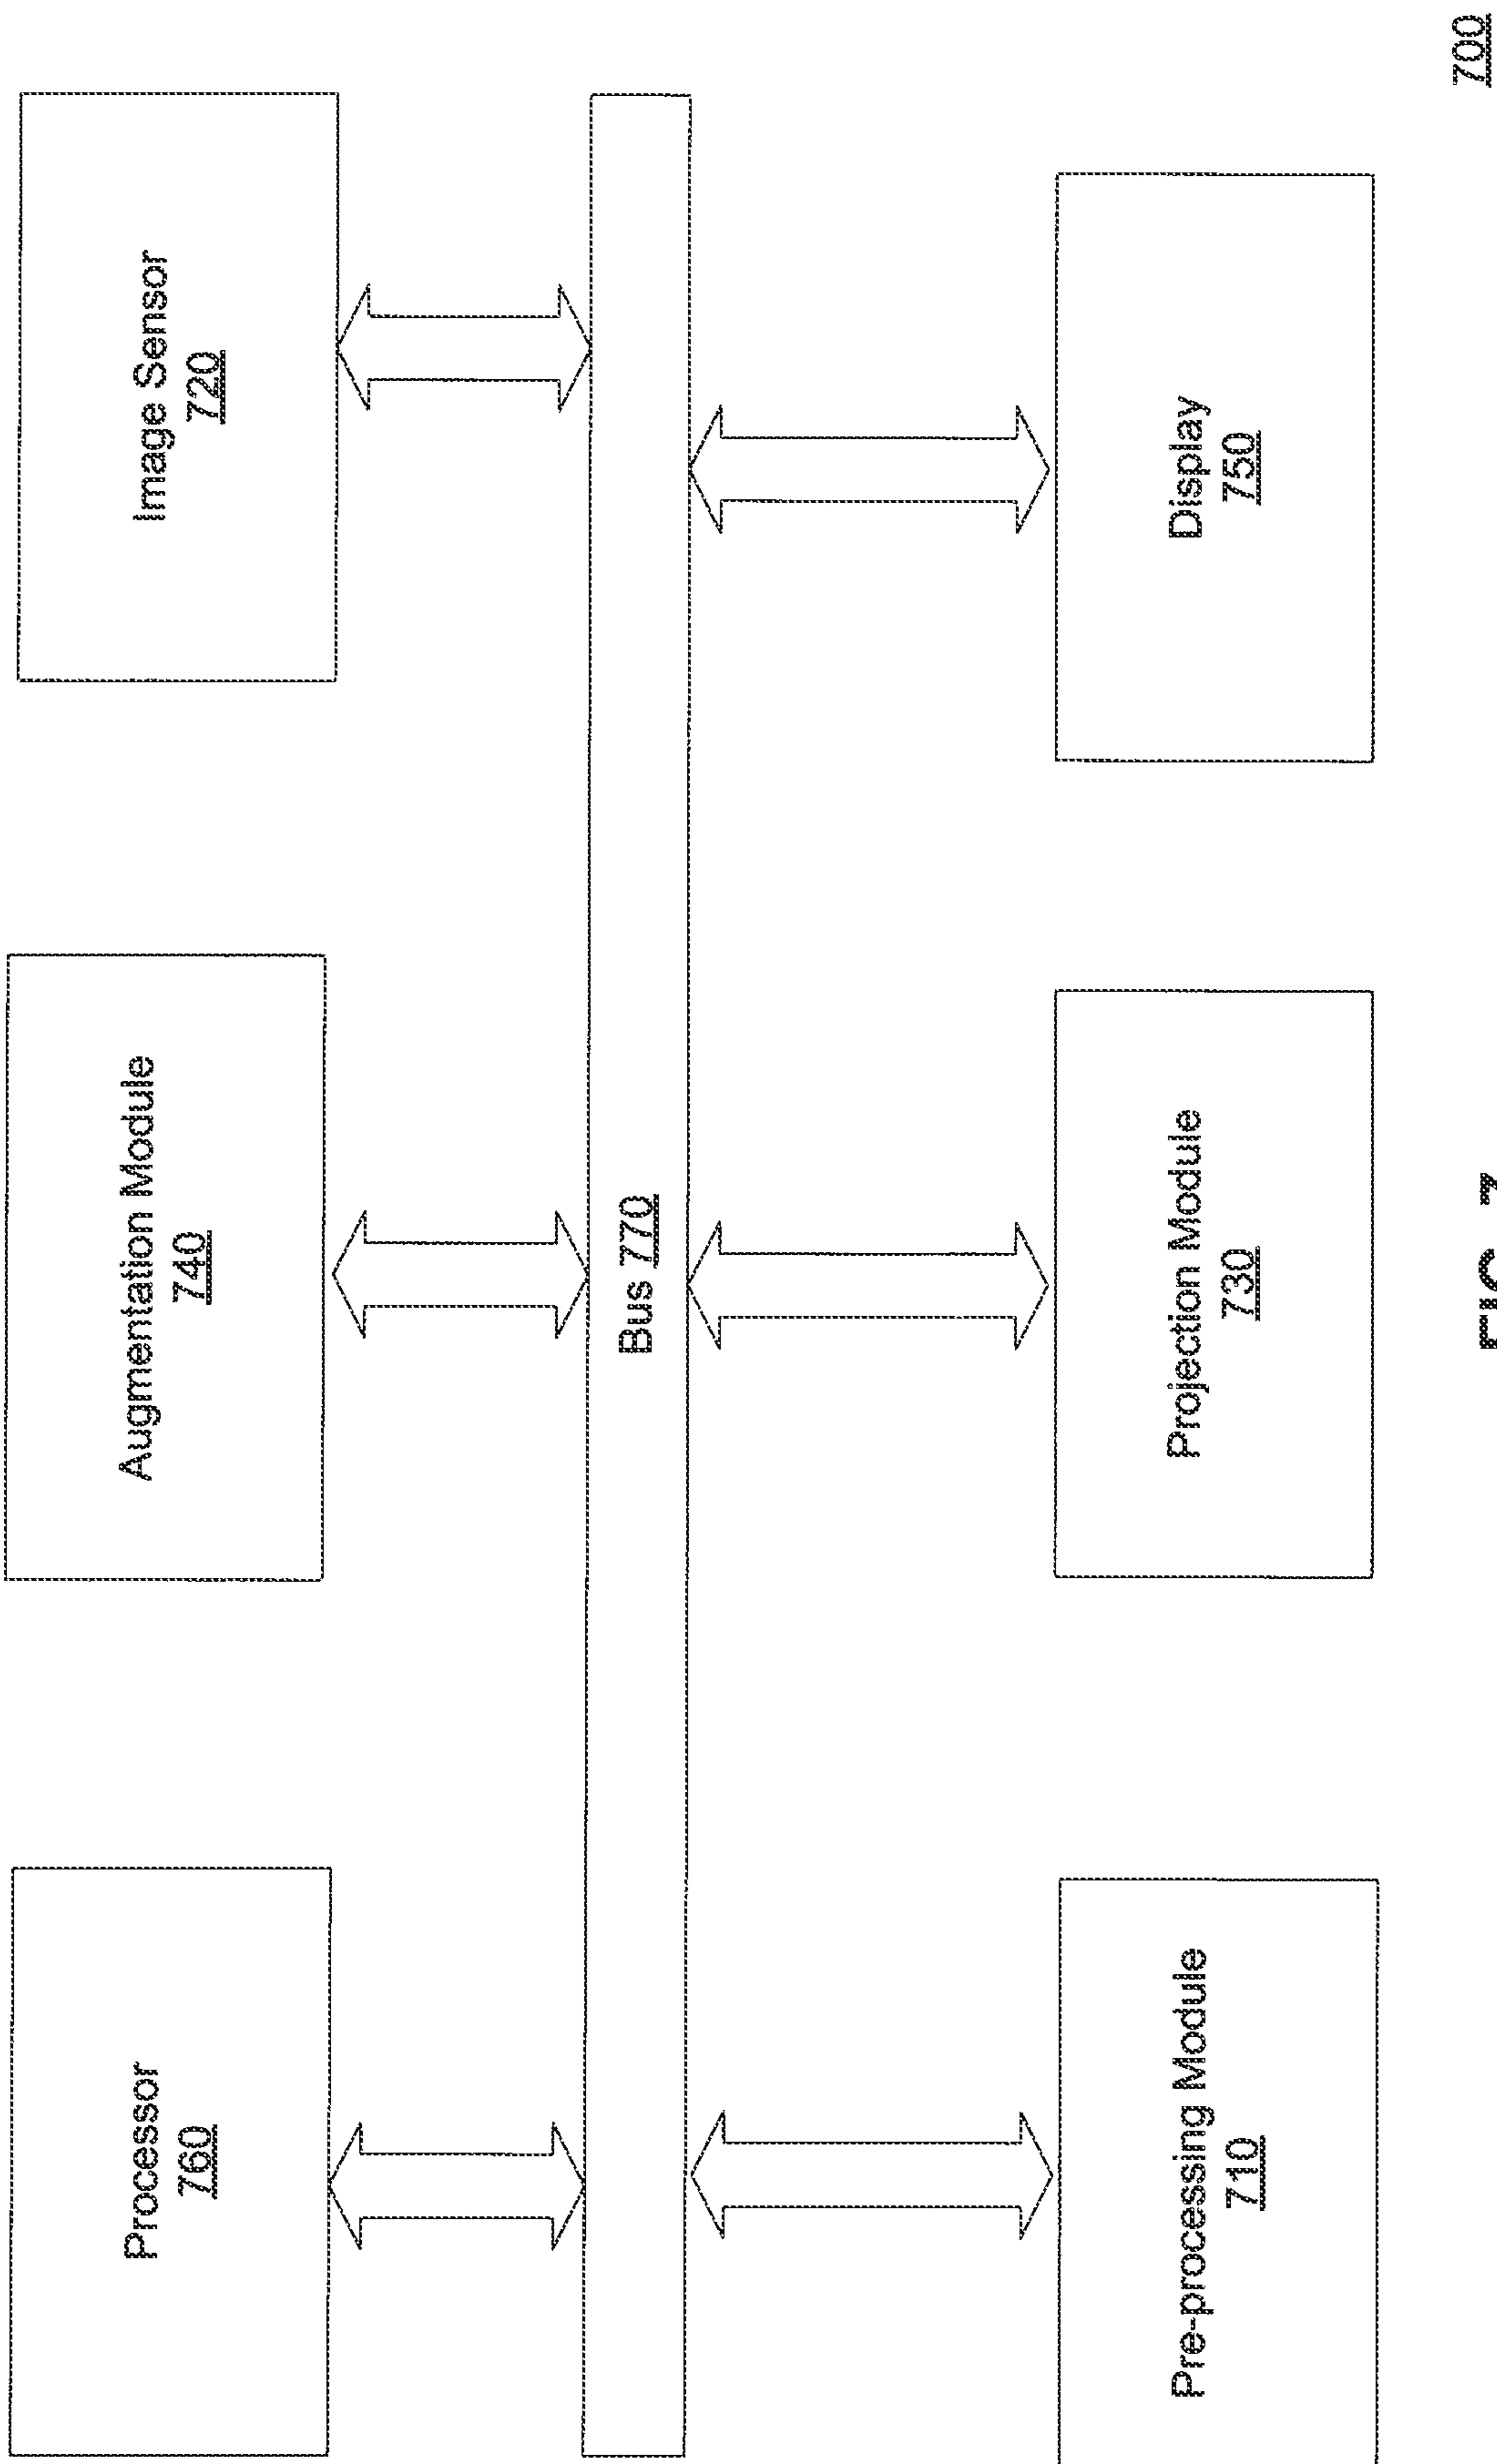 Processor
760
Augmentation Module
740
Image Sensor
720
Bus 770
Pre-processing Module
710
Projection Module
730
Display
750
700